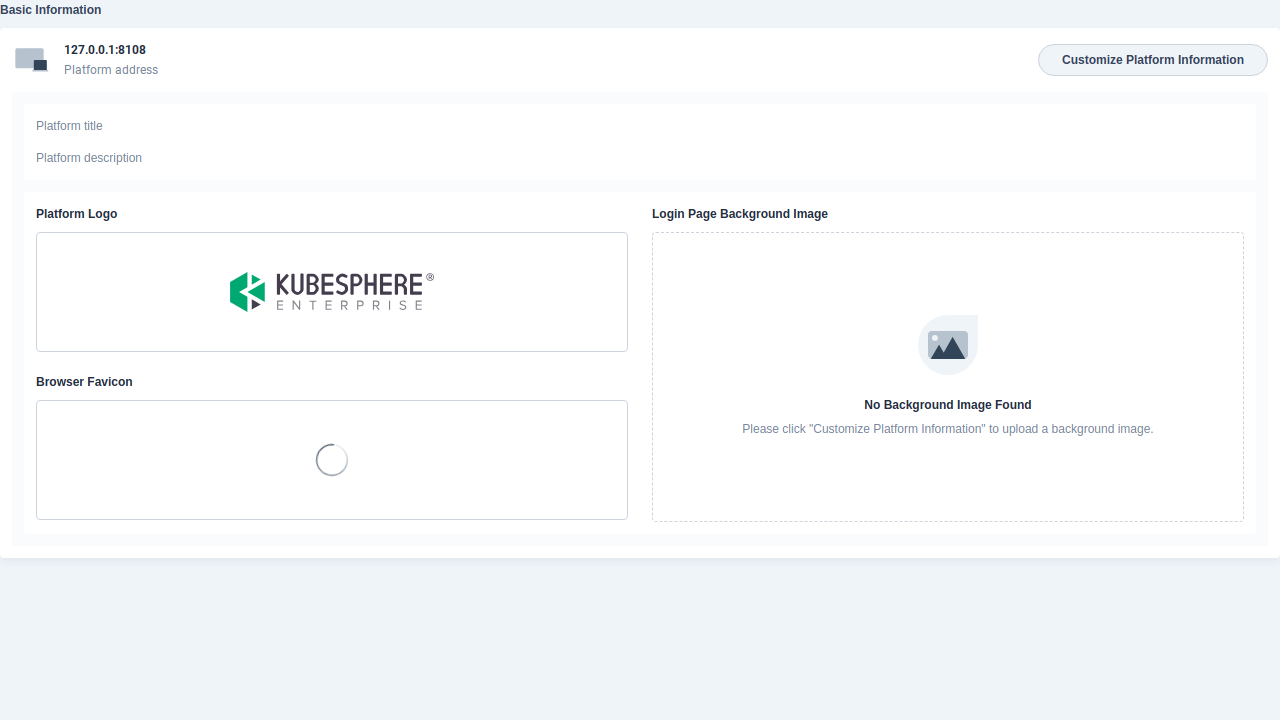 Basic Information
127.0.0.1:8108
Platform address
Customize Platform Information
Platform title
Platform description
Platform Logo
KUBESPHERE®
ENTERPRISE
Browser Favicon
Login Page Background Image
No Background Image Found
Please click "Customize Platform Information" to upload a background image.